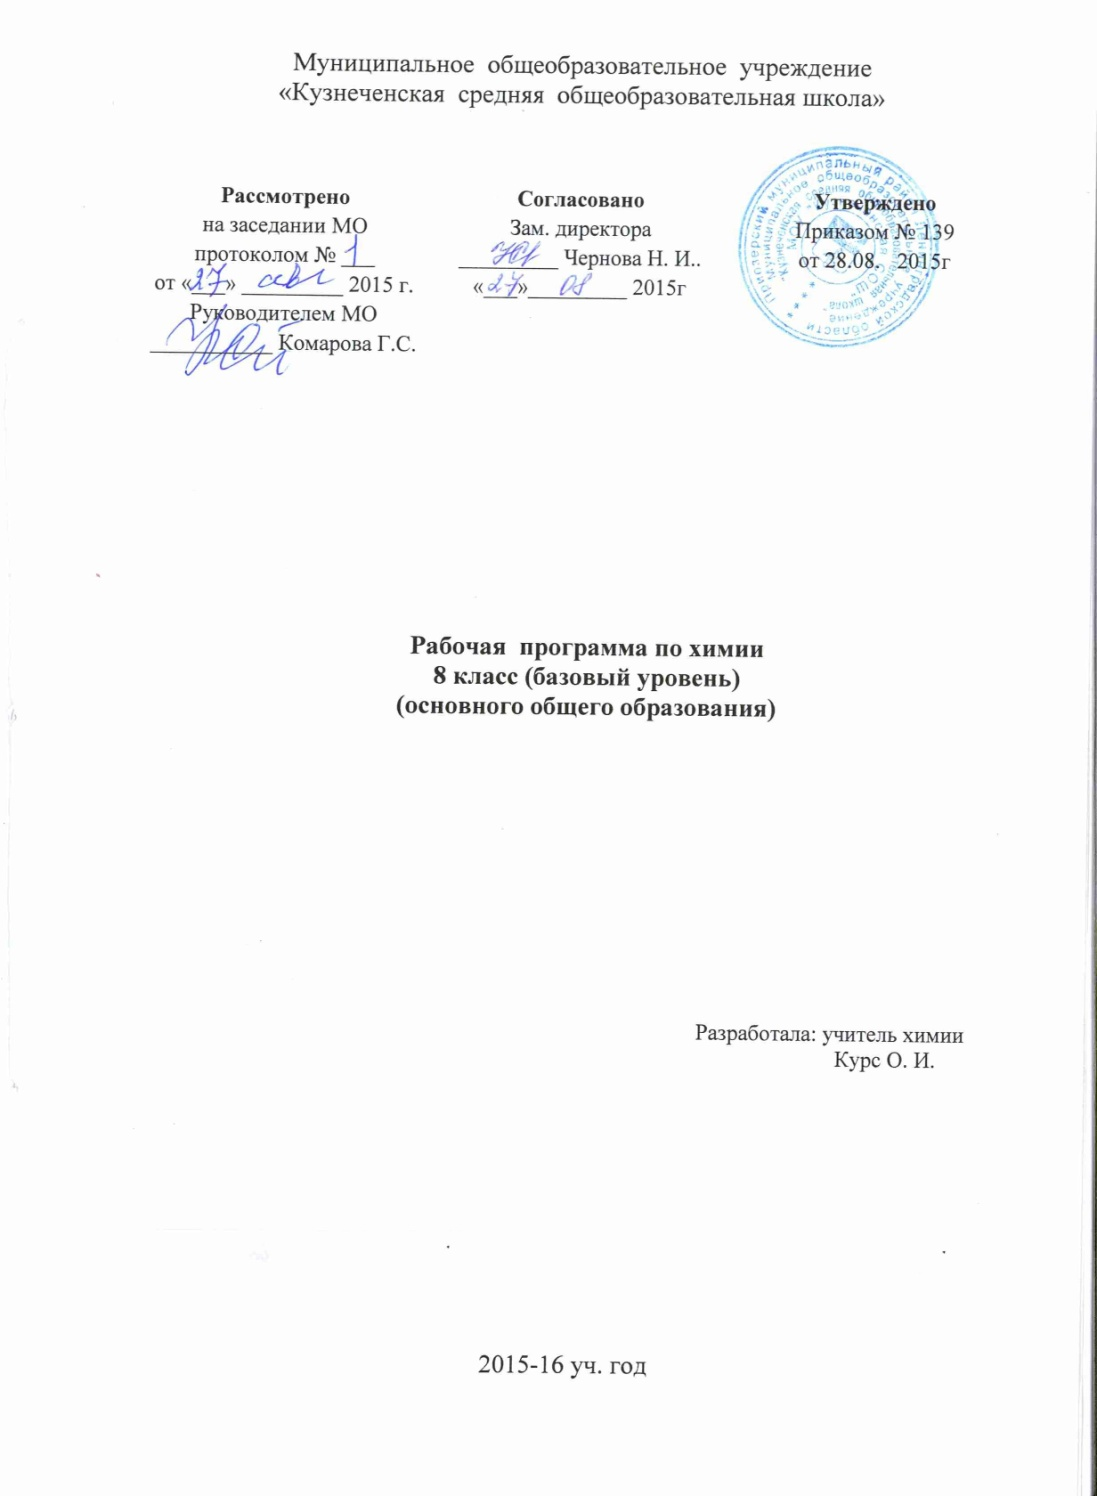 Муниципальное общеобразовательное учреждение
«Кузнеченская средняя общеобразовательная школа»
Рассмотрено
на заседании МО
протоколом № 1
от «27» авг 2015 г.
Руководителем МО
Комарова Г.С.
Согласовано
Зам. директора
Чернова Н. И..
«27» 08 2015г
Утверждено
Приказом № 139
от 28.08. 2015г
Рабочая программа по химии
8 класс (базовый уровень)
(основного общего образования)
Разработала: учитель химии
Курс О. И.
2015-16 уч. год